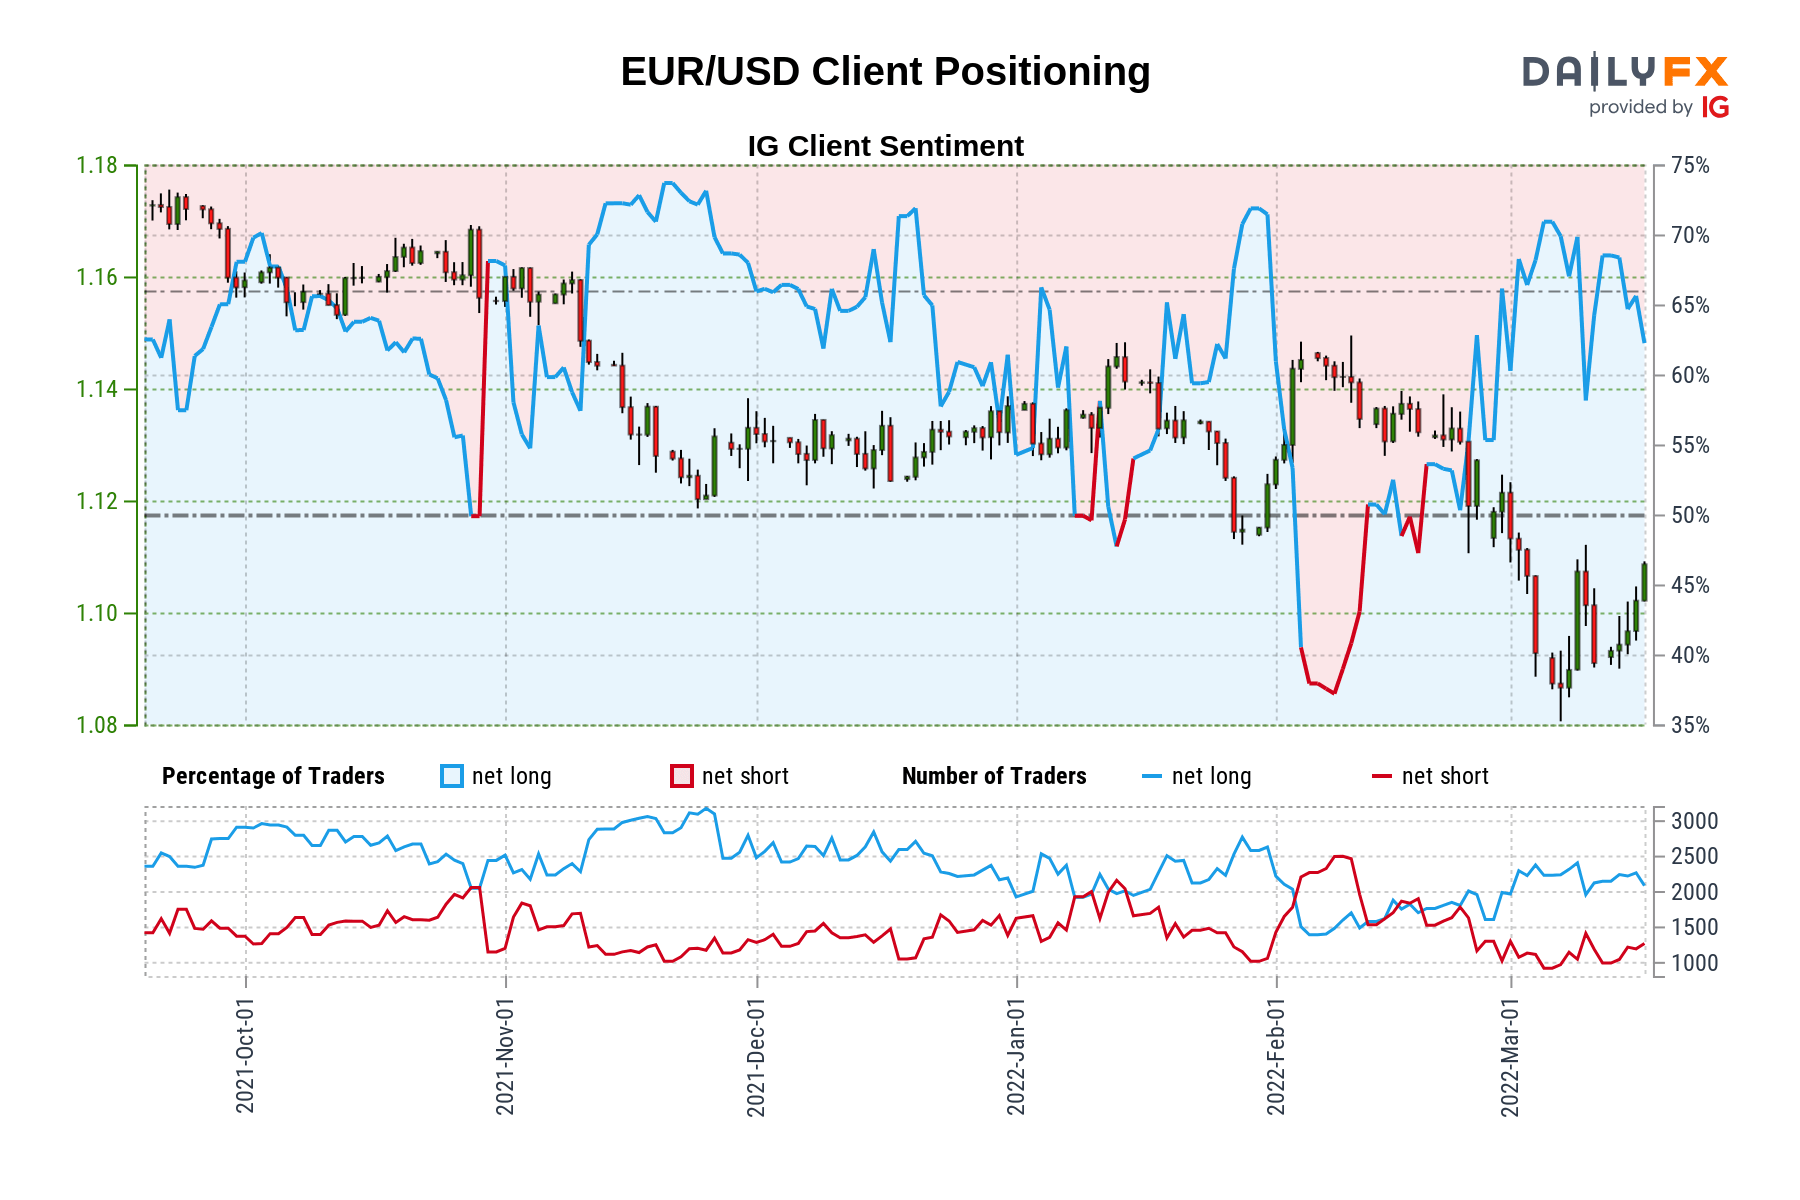 EUR/USD Client Positioning
DAILYFX
provided by IG
IG Client Sentiment
1.18
1.16
1.14
1.12
1.10
1.08
75%
70%
65%
60%
55%
50%
45%
40%
35%
Percentage of Traders net long net short Number of Traders net long net short
3000
2500
2000
1500
1000
2021-Oct-01
2021-Nov-01
2021-Dec-01
2022-Jan-01
2022-Feb-01
2022-Mar-01